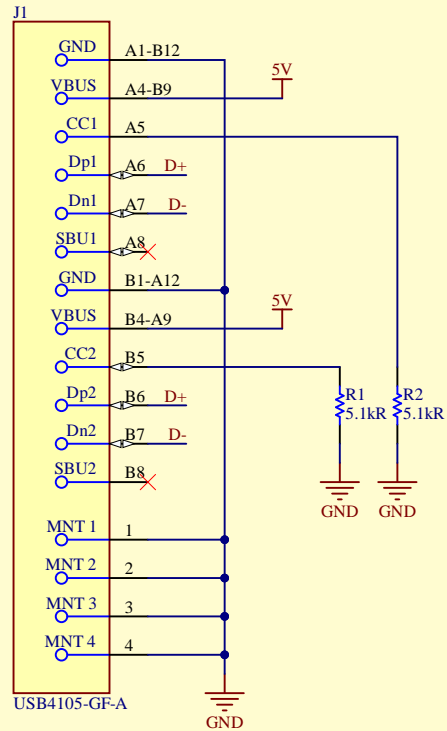 J1
GND A1-B12
VBUS A4-B9 5V
CC1 A5
Dp1 A6 D+
Dn1 A7 D-
SBU1 A8
GND B1-A12
VBUS B4-A9 5V
CC2 B5
Dp2 B6 D+
Dn2 B7 D-
SBU2 B8
R1 R2
5.1kR 5.1kR
GND GND
MNT 1 1
MNT 2 2
MNT 3 3
MNT 4 4
USB4105-GF-A
GND